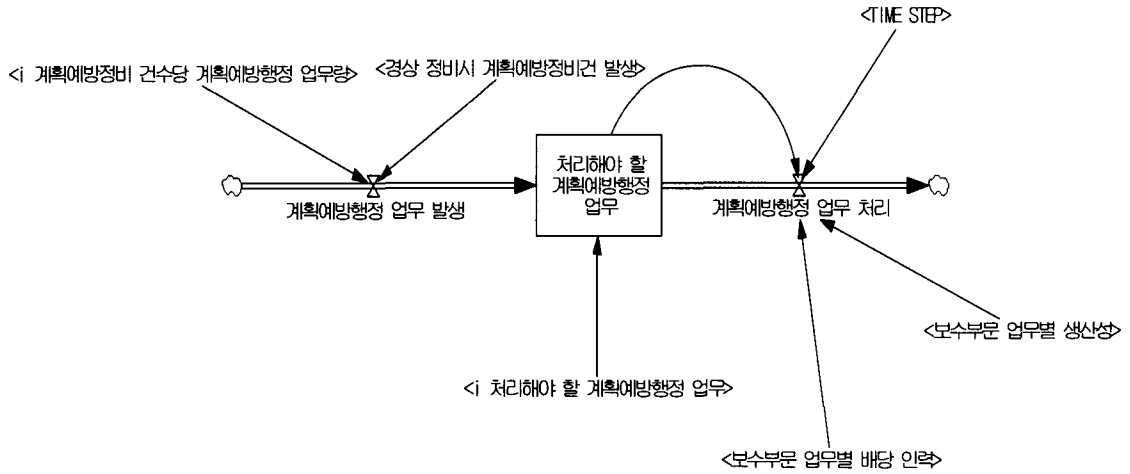 <TIME STEP>
<i 계획예방정비 건수당 계획예방행정 업무량>
<경상 정비시 계획예방정비건 발생>
처리해야 할
계획예방행정
업무
계획예방행정 업무 발생
계획예방행정 업무 처리
<보수부문 업무별 생산성>
<i 처리해야 할 계획예방행정 업무>
<보수부문 업무별 배당 인력>